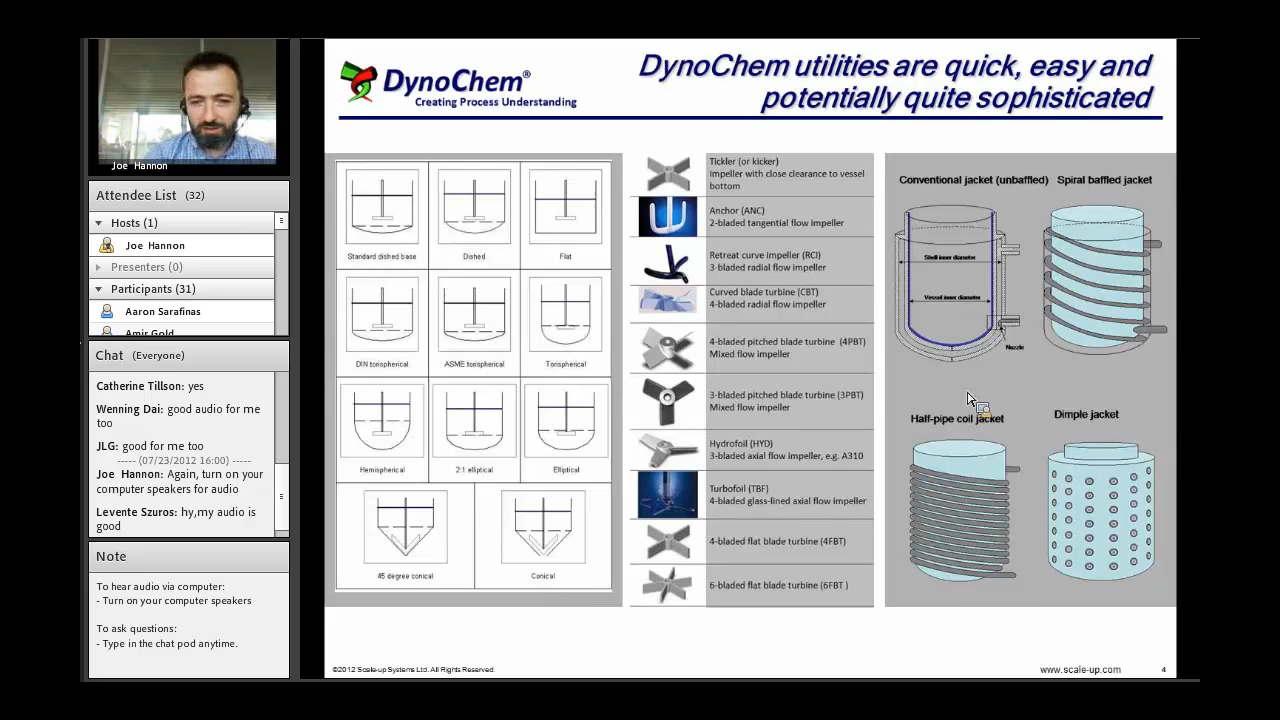 Joe Hannon
Attendee List (32)
Hosts (1)
Joe Hannon
Presenters (0)
Participants (31)
Aaron Sarafinas
Amir Gold
Chat (Everyone)
Catherine Tillson: yes
Wenning Dai: good audio for me
too
JLG: good for me too
----- (07/23/2012 16:00) -----
Joe Hannon: Again, turn on your
computer speakers for audio
Levente Szuros: hy,my audio is
good
Note
To hear audio via computer:
- Turn on your computer speakers
To ask questions:
- Type in the chat pod anytime.
DynoChem®
Creating Process Understanding
DynoChem utilities are quick, easy and
potentially quite sophisticated
Standard dished base
Dished
Flat
DIN torispherical
ASME torispherical
Torispherical
Hemispherical
2:1 elliptical
Elliptical
45 degree conical
Conical
Tickler (or kicker)
Impeller with close clearance to vessel
bottom
Anchor (ANC)
2-bladed tangential flow impeller
Retreat curve impeller (RCI)
3-bladed radial flow impeller
Curved blade turbine (CBT)
4-bladed radial flow impeller
4-bladed pitched blade turbine (4PBT)
Mixed flow impeller
3-bladed pitched blade turbine (3PBT)
Mixed flow impeller
Hydrofoil (HYD)
3-bladed axial flow impeller, e.g. A310
Turbofoil (TBF)
4-bladed glass-lined axial flow impeller
4-bladed flat blade turbine (4FBT)
6-bladed flat blade turbine (6FBT )
Conventional jacket (unbaffled)
Spiral baffled jacket
Shell inner diameter
Vessel inner diameter
Nozzle
Half-pipe coil jacket
Dimple jacket
©2012 Scale-up Systems Ltd. All Rights Reserved.
www.scale-up.com
4